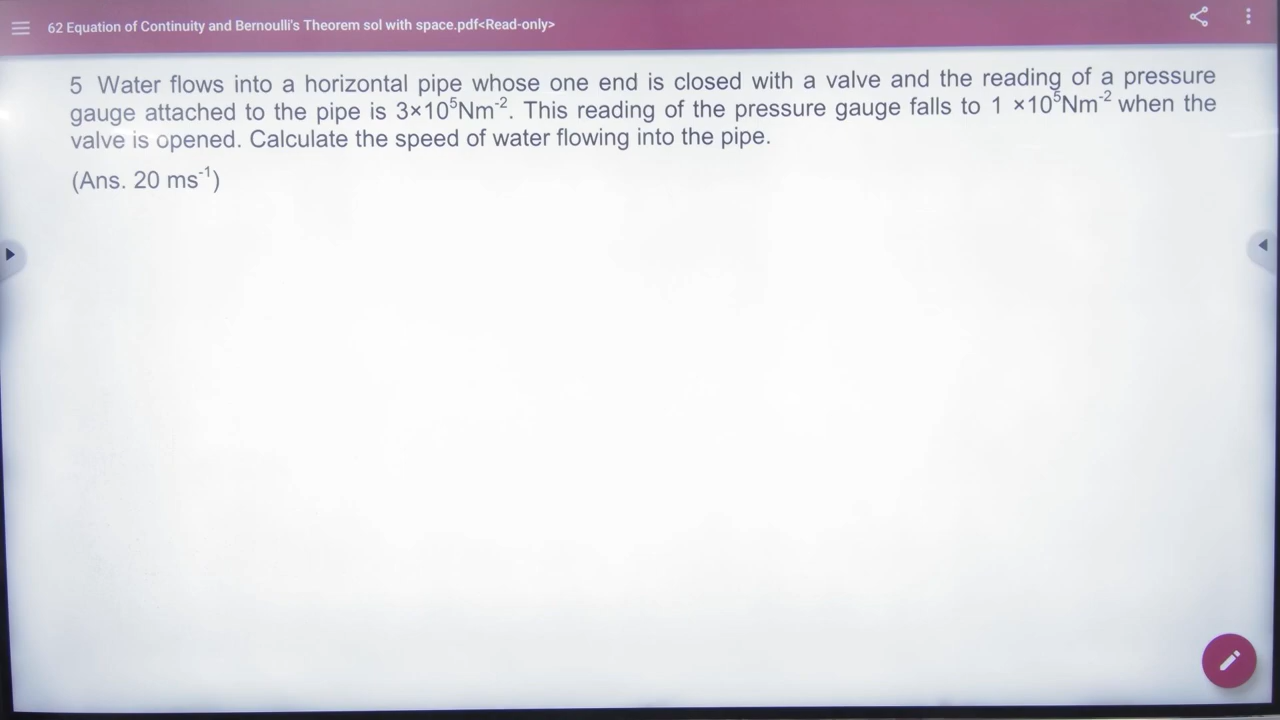 62 Equation of Continuity and Bernoulli's Theorem sol with space.pdf<Read-only>
5 Water flows into a horizontal pipe whose one end is closed with a valve and the reading of a pressure
gauge attached to the pipe is 3×10⁵Nm⁻². This reading of the pressure gauge falls to 1 ×10⁵Nm⁻² when the
valve is opened. Calculate the speed of water flowing into the pipe.
(Ans. 20 ms⁻¹)